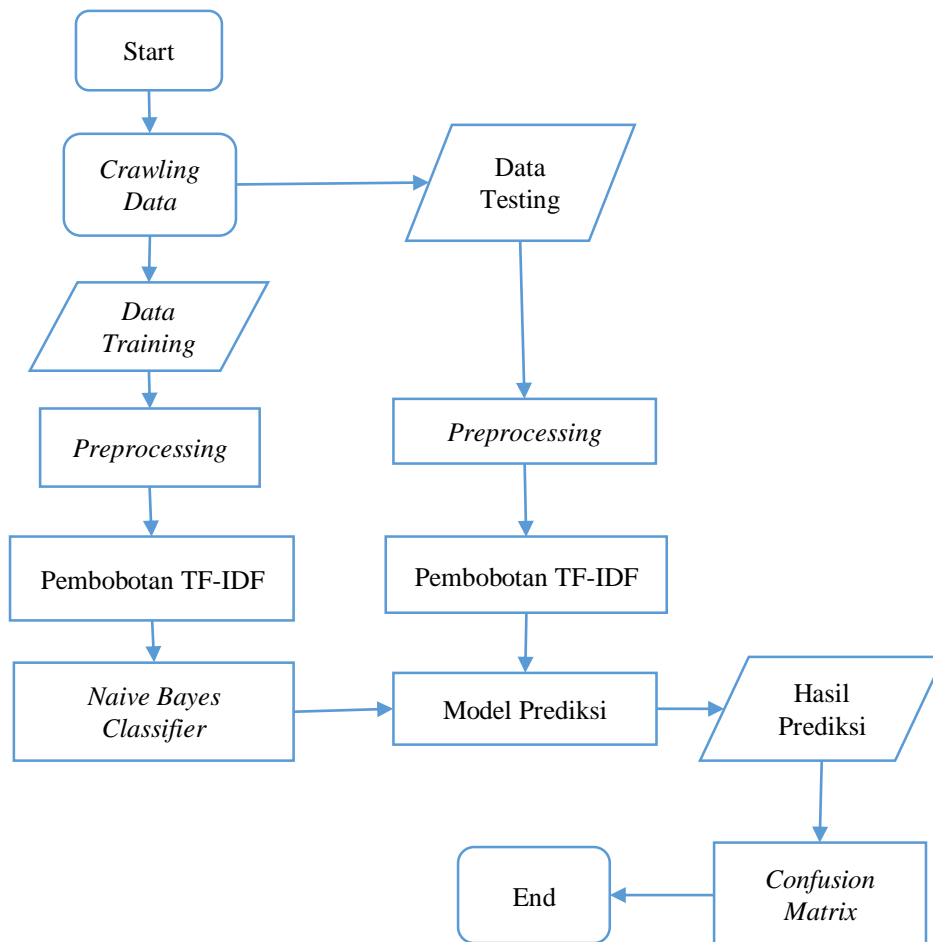 Start
Crawling
Data
Data
Testing
Data
Training
Preprocessing
Preprocessing
Pembobotan TF-IDF
Pembobotan TF-IDF
Naive Bayes
Classifier
Model Prediksi
Hasil
Prediksi
End
Confusion
Matrix